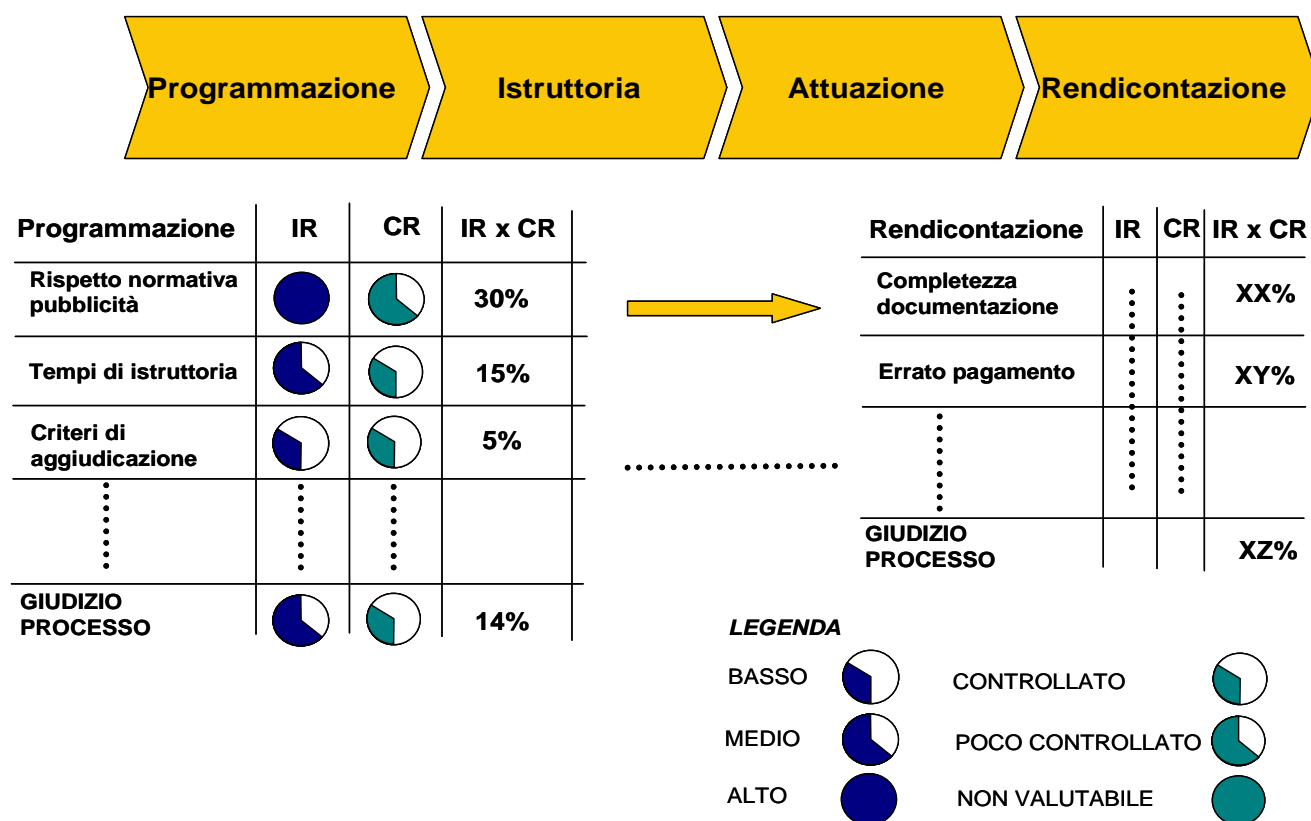 Programmazione Istruttoria Attuazione Rendicontazione
Programmazione IR CR IR x CR
Rispetto normativa
pubblicità
30%
Tempi di istruttoria 15%
Criteri di
aggiudicazione
5%
GIUDIZIO
PROCESSO
14%
Rendicontazione IR CR IR x CR
Completezza
documentazione
XX%
Errato pagamento XY%
GIUDIZIO
PROCESSO
XZ%
LEGENDA
BASSO CONTROLLATO
MEDIO POCO CONTROLLATO
ALTO NON VALUTABILE